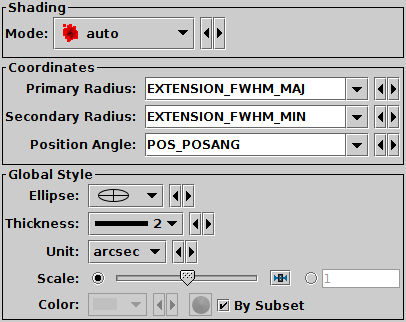 Shading
Mode: auto
Coordinates
Primary Radius: EXTENSION_FWHM_MAJ
Secondary Radius: EXTENSION_FWHM_MIN
Position Angle: POS_POSANG
Global Style
Ellipse:
Thickness: 2
Unit: arcsec
Scale: 1
Color: By Subset